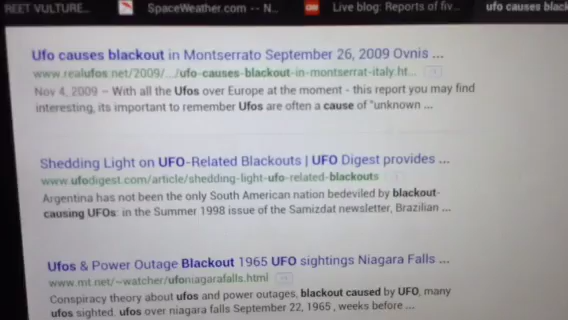 REET VULTURE...
SpaceWeather.com -- N...
Live blog: Reports of fiv...
ufo causes black
Ufo causes blackout in Montserrato September 26, 2009 Ovnis ...
www.realufos.net/2009/.../ufo-causes-blackout-in-montserrat-italy.ht...
Nov 4, 2009 – With all the Ufos over Europe at the moment - this report you may find
interesting, its important to remember Ufos are often a cause of "unknown ...
Shedding Light on UFO-Related Blackouts | UFO Digest provides ...
www.ufodigest.com/article/shedding-light-ufo-related-blackouts
Argentina has not been the only South American nation bedeviled by blackout-
causing UFOs: in the Summer 1998 issue of the Samizdat newsletter, Brazilian ...
Ufos & Power Outage Blackout 1965 UFO sightings Niagara Falls ...
www.mt.net/~watcher/ufoniagarafalls.html
Conspiracy theory about ufos and power outages, blackout caused by UFO, many
ufos sighted. ufos over niagara falls September 22, 1965 , weeks before ...